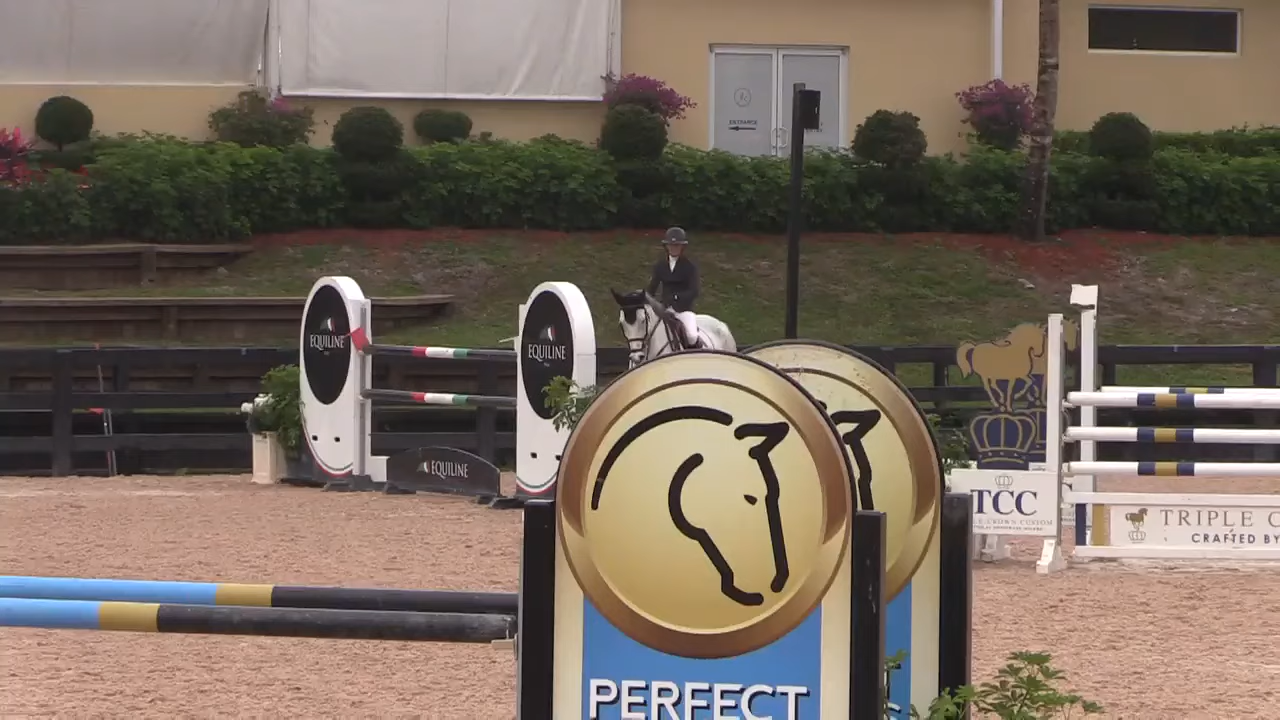 ENTRANCE
EQUILINE
EQUILINE
EQUILINE
TCC
TRIPLE
CRAFTED BY
PERFECT